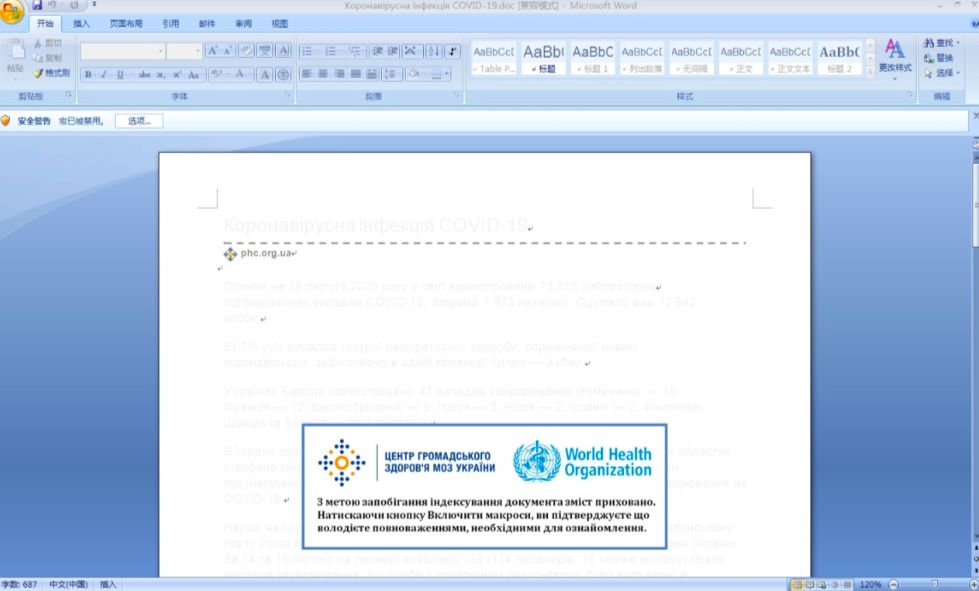 Коронавірусна інфекція COVID-19.doc [兼容模式] - Microsoft Word
开始 插入 页面布局 引用 邮件 审阅 视图
剪切
复制
格式刷
粘贴
剪贴板
字体
段落
AaBbCcI AaBb( AaBbC AaBbCcI AaBbCcI AaBbCcI AaBbCcI AaBb(
Table P... 标题 标题 1 列出段落 无间隔 正文 正文文本 标题 2
更改样式
样式
查找
替换
选择
编辑
安全警告 宏已被禁用。 选项...
Коронавірусна інфекція COVID-19
phc.org.ua
Станом на 18 лютого 2020 року у світі зареєстровано 73 335 лабораторно
підтверджених випадків COVID-19, зокрема 1 873 летальні. Одужало вже 12 842
особи.
81,7% усіх випадків гострої респіраторної хвороби, спричиненої новим
коронавірусом, зафіксовано в одній провінції Китаю — Хубей.
У країнах Європи зареєстровано 47 випадків захворювання (Німеччина — 16;
Франція — 12; Великобританія — 9; Італія — 3; Росія — 2; Іспанія — 2; Фінляндія,
Швеція та
В Україні
областях
створено
COVID-19.
Наразі на
порту
України.
За 14 та 15 лютого на лайнері виявлено 133 (114 пасажирів, 19 членів екіпажу) нових
ЦЕНТР ГРОМАДСЬКОГО
ЗДОРОВ'Я МОЗ УКРАЇНИ
World Health
Organization
З метою запобігання індексування документа зміст приховано.
Натискаючи кнопку Включити макроси, ви підтверджуєте що
володієте повноваженнями, необхідними для ознайомлення.
字数: 687 中文(中国) 插入 120%